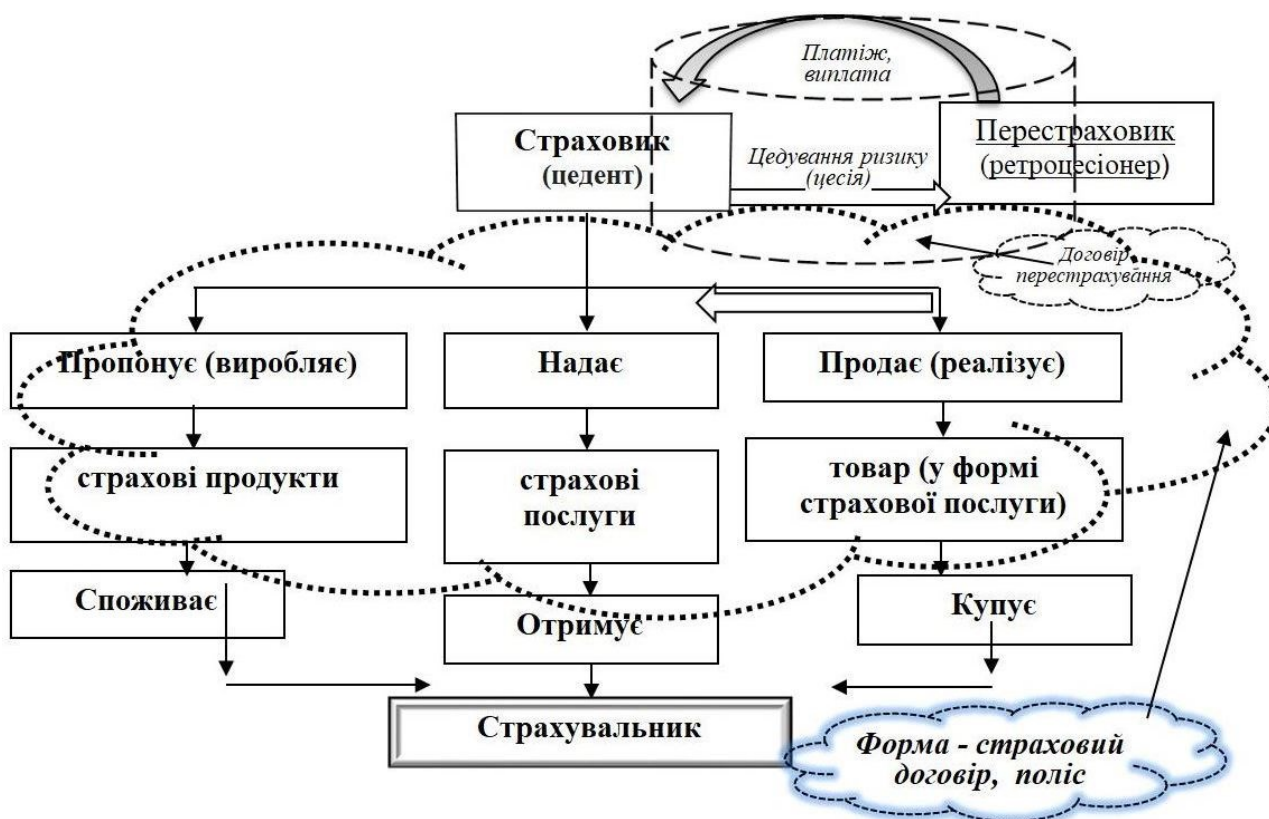 Платіж,
виплата
Страховик
(цедент)
Цедування ризику
(цесія)
Перестраховик
(ретроцесіонер)
Договір
перестрахування
Пропонує (виробляє)
Надає
Продає (реалізує)
страхові продукти
страхові
послуги
товар (у формі
страхової послуги)
Споживає
Отримує
Купує
Страхувальник
Форма - страховий
договір, поліс